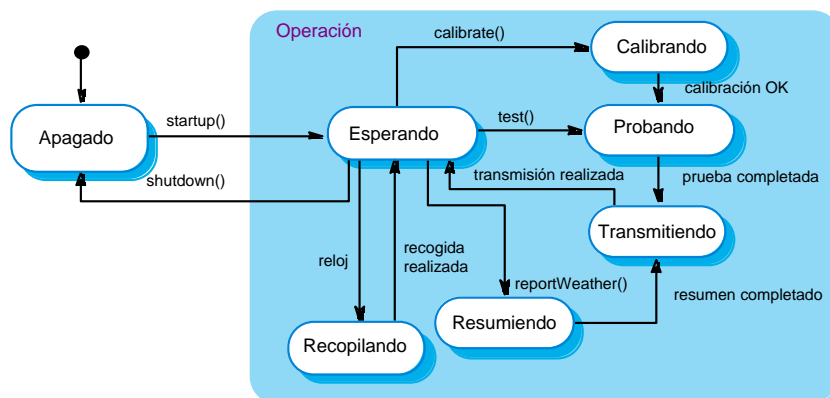 Operación
calibrate()
Calibrando
calibración OK
startup()
Apagado
Esperando
test()
Probando
shutdown()
transmisión realizada
prueba completada
Transmitiendo
reloj
recogida
realizada
reportWeather()
resumen completado
Recopilando
Resumiendo